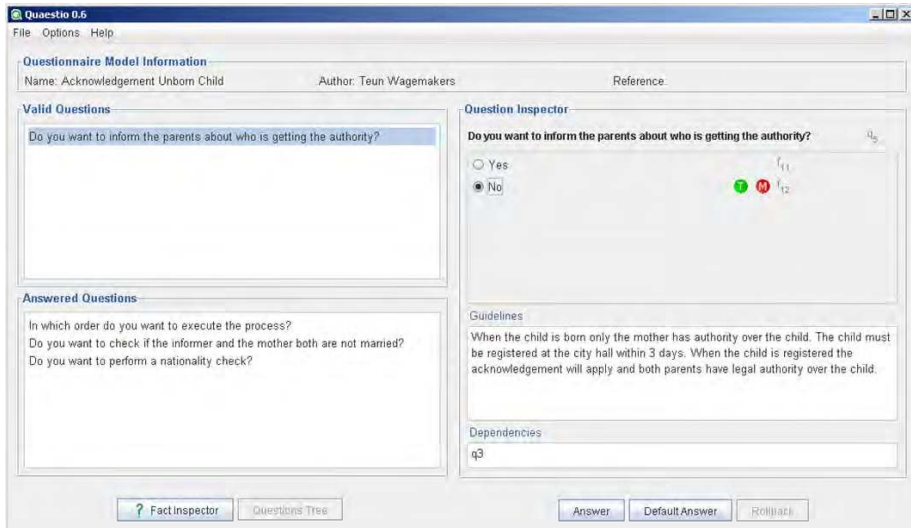 Quaestio 0.6
File Options Help
Questionnaire Model Information
Name: Acknowledgement Unborn Child Author: Teun Wagemakers Reference:
Valid Questions
Do you want to inform the parents about who is getting the authority?
Answered Questions
In which order do you want to execute the process?
Do you want to check if the informer and the mother both are not married?
Do you want to perform a nationality check?
? Fact Inspector Questions Tree
Question Inspector
Do you want to inform the parents about who is getting the authority? q5
Yes f11
No T M f12
Guidelines
When the child is born only the mother has authority over the child. The child must
be registered at the city hall within 3 days. When the child is registered the
acknowledgement will apply and both parents have legal authority over the child.
Dependencies
q3
Answer Default Answer Rollback